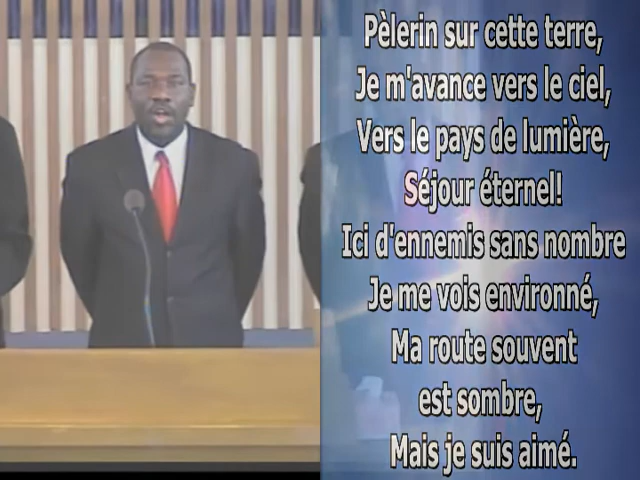 Pèlerin sur cette terre,
Je m'avance vers le ciel,
Vers le pays de lumière,
Séjour éternel!
Ici d'ennemis sans nombre
Je me vois environné,
Ma route souvent
est sombre,
Mais je suis aimé.